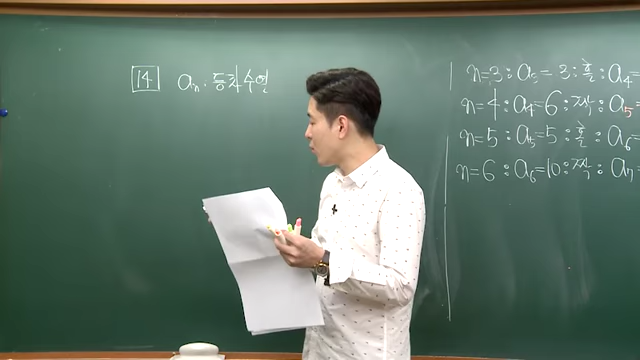 14 aₙ. 등차수열
n=3 : a₃=3 : 홀 : a₄=
n=4 : a₄=6 : 짝 : a₅=
n=5 : a₅=5 : 홀 : a₆=
n=6 : a₆=10 : 짝 : a₇